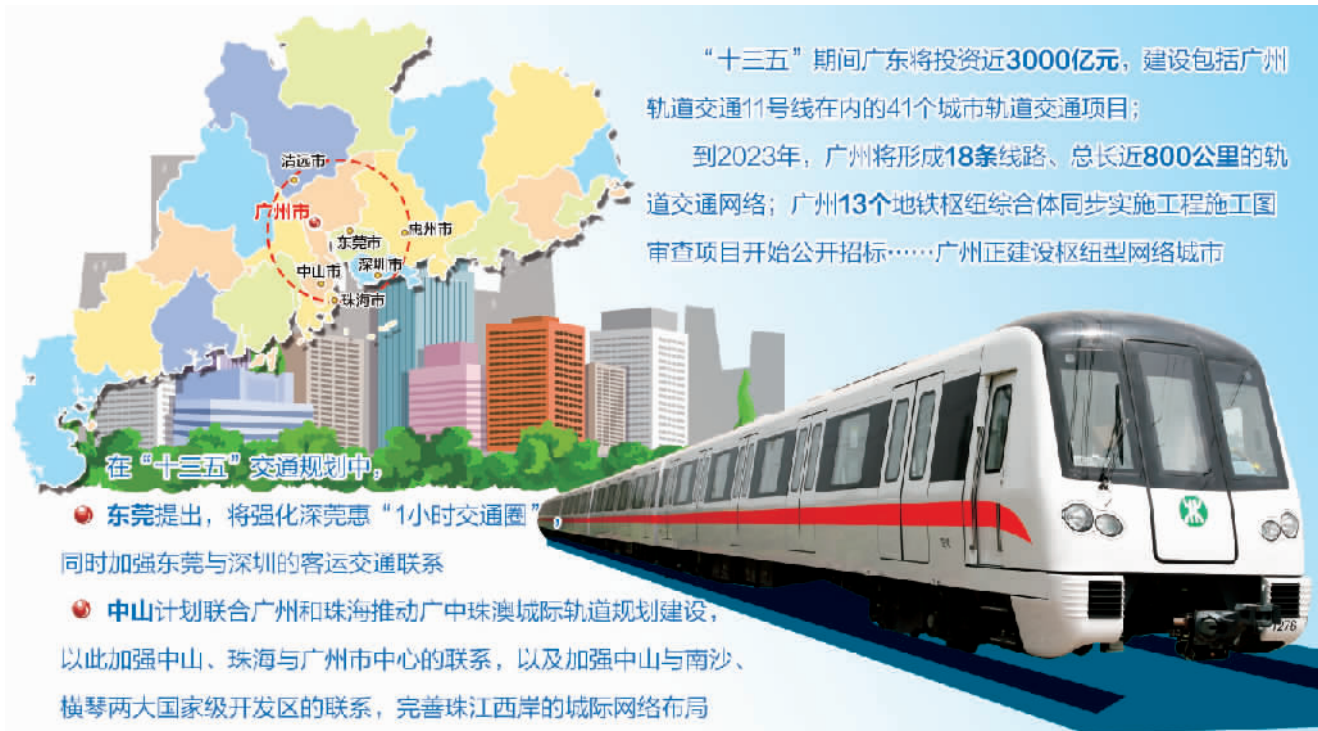 “十三五”期间广东将投资近3000亿元，建设包括广州
轨道交通11号线在内的41个城市轨道交通项目；
到2023年，广州将形成18条线路、总长近800公里的轨
道交通网络；广州13个地铁枢纽综合体同步实施工程施工图
审查项目开始公开招标……广州正建设枢纽型网络城市
清远市
广州市
东莞市
惠州市
深圳市
中山市
珠海市
在“十三五”交通规划中，
东莞提出，将强化深莞惠“1小时交通圈”，
同时加强东莞与深圳的客运交通联系
中山计划联合广州和珠海推动广中珠澳城际轨道规划建设，
以此加强中山、珠海与广州市中心的联系，以及加强中山与南沙、
横琴两大国家级开发区的联系，完善珠江西岸的城际网络布局
1276